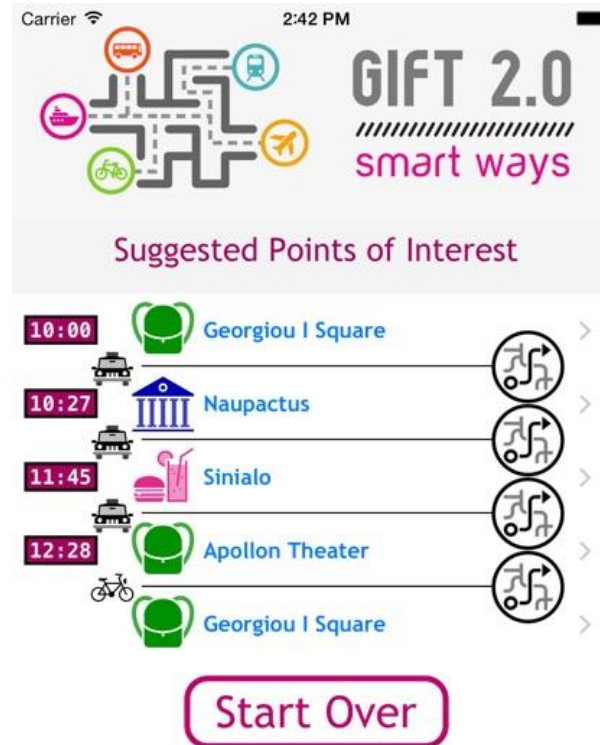 Carrier 2:42 PM
GIFT 2.0
smart ways
Suggested Points of Interest
10:00 Georgiou I Square
10:27 Naupactus
11:45 Sinialo
12:28 Apollon Theater
Georgiou I Square
Start Over